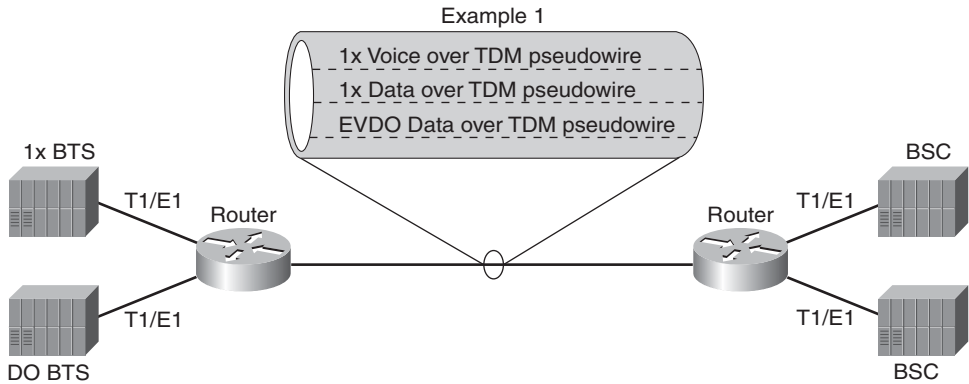 Example 1
1x Voice over TDM pseudowire
1x Data over TDM pseudowire
EVDO Data over TDM pseudowire
1x BTS
BSC
T1/E1
T1/E1
Router
Router
T1/E1
T1/E1
DO BTS
BSC